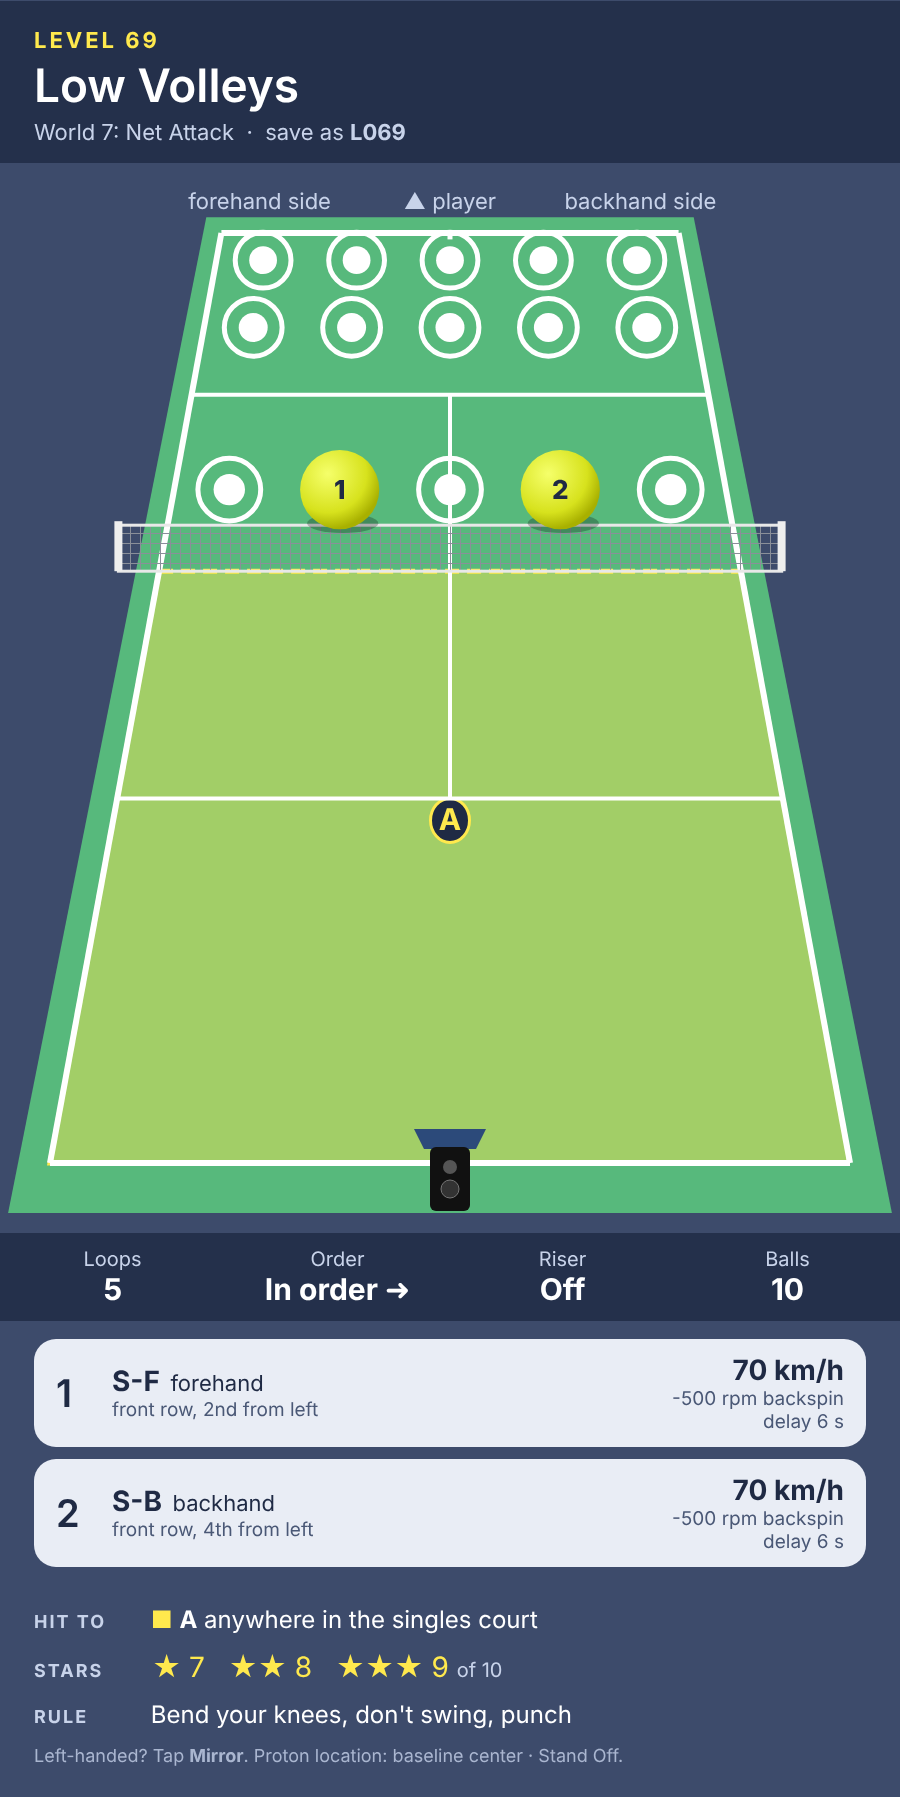 LEVEL 69
Low Volleys
World 7: Net Attack · save as L069
forehand side ▲ player backhand side
1 2
A
Loops Order Riser Balls
5 In order ➜ Off 10
1 S-F forehand 70 km/h
front row, 2nd from left -500 rpm backspin
delay 6 s
2 S-B backhand 70 km/h
front row, 4th from left -500 rpm backspin
delay 6 s
HIT TO ■ A anywhere in the singles court
STARS ★ 7 ★★ 8 ★★★ 9 of 10
RULE Bend your knees, don't swing, punch
Left-handed? Tap Mirror. Proton location: baseline center · Stand Off.